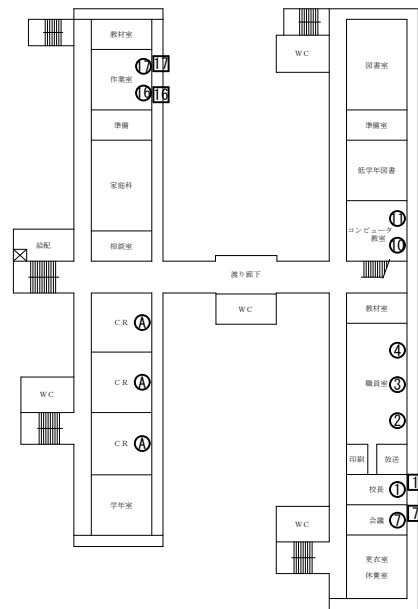 教材室
作業室
⑰
17
⑯
16
準備
家庭科
相談室
給配
CR
Ⓐ
CR
Ⓐ
CR
Ⓐ
WC
学年室
渡り廊下
WC
WC
図書室
準備室
低学年図書
コンピュータ
教室
⑪
⑩
教材室
職員室
④
③
②
印刷
放送
校長
①
1
会議
⑦
7
WC
更衣室
休養室